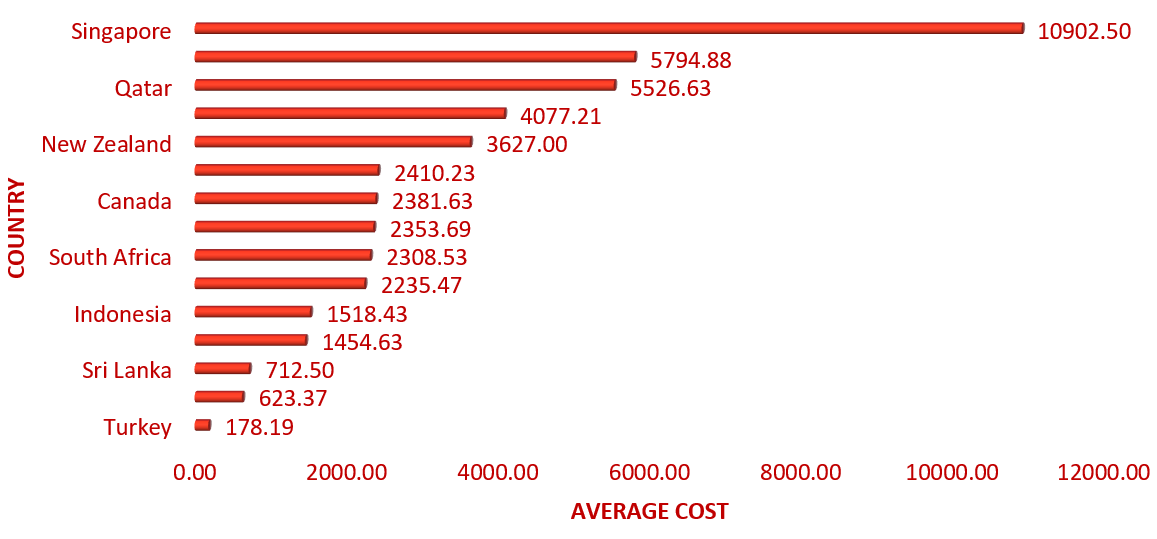 Singapore 10902.50
5794.88
Qatar 5526.63
4077.21
New Zealand 3627.00
2410.23
Canada 2381.63
2353.69
South Africa 2308.53
2235.47
Indonesia 1518.43
1454.63
Sri Lanka 712.50
623.37
Turkey 178.19
COUNTRY
0.00 2000.00 4000.00 6000.00 8000.00 10000.00 12000.00
AVERAGE COST